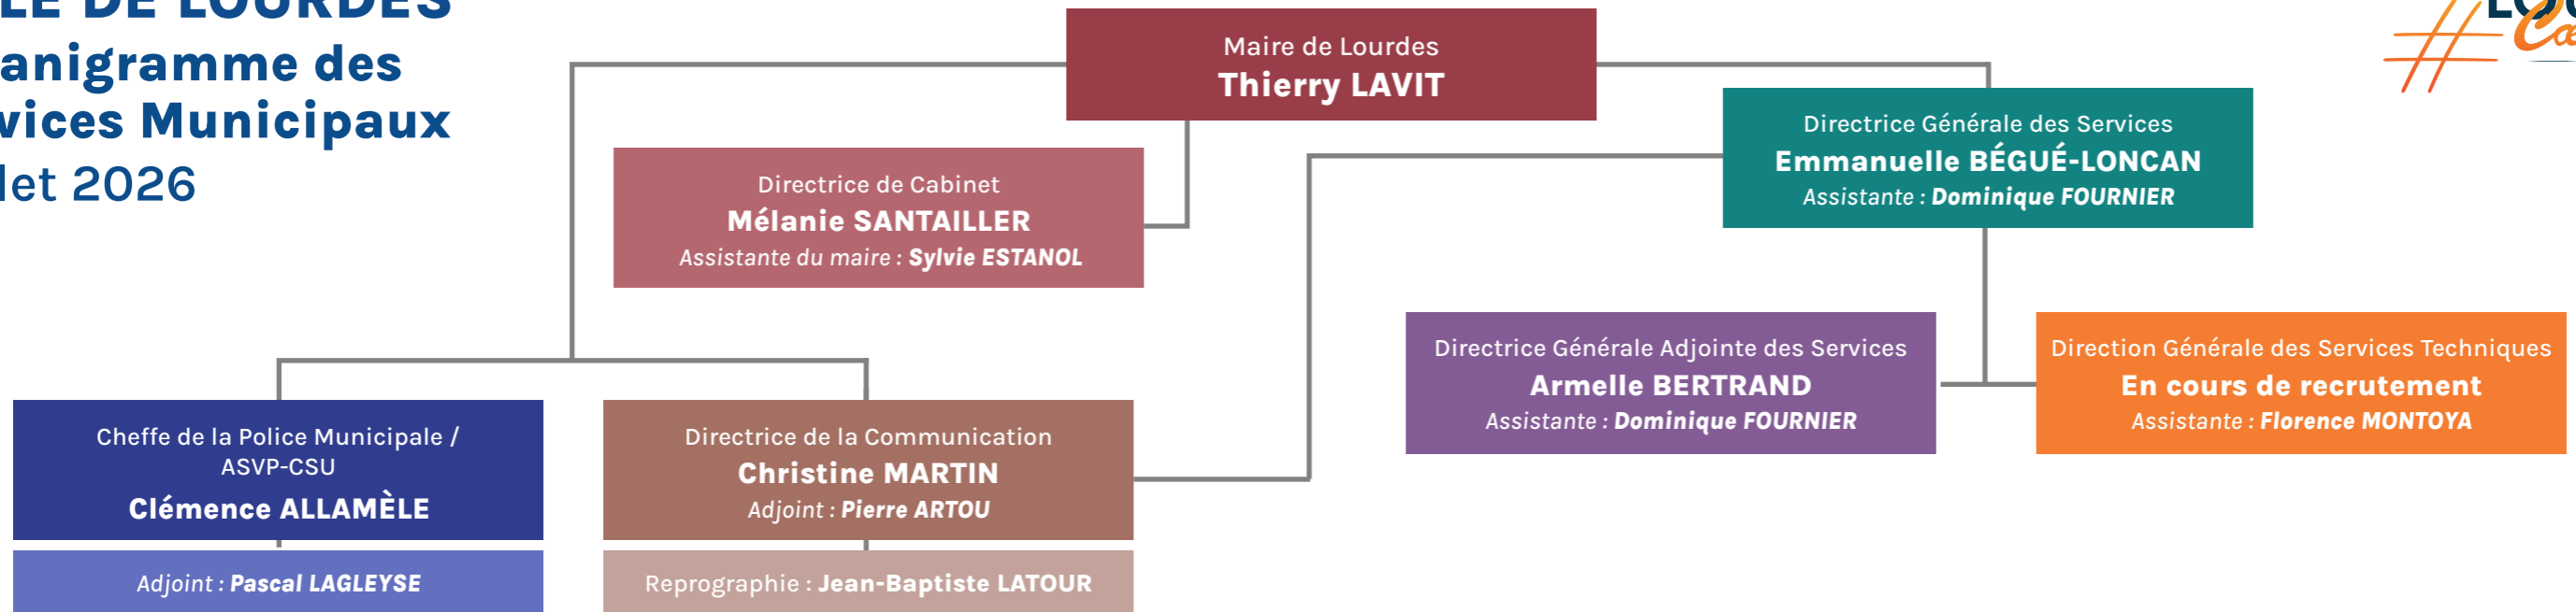 LE DE LOURDES
anigramme des
vices Municipaux
let 2026
Maire de Lourdes
Thierry LAVIT
Directrice de Cabinet
Mélanie SANTAILLER
Assistante du maire : Sylvie ESTANOL
Directrice Générale des Services
Emmanuelle BÉGUÉ-LONCAN
Assistante : Dominique FOURNIER
Directrice Générale Adjointe des Services
Armelle BERTRAND
Assistante : Dominique FOURNIER
Direction Générale des Services Techniques
En cours de recrutement
Assistante : Florence MONTOYA
Cheffe de la Police Municipale /
ASVP-CSU
Clémence ALLAMÈLE
Adjoint : Pascal LAGLEYSE
Directrice de la Communication
Christine MARTIN
Adjoint : Pierre ARTOU
Reprographie : Jean-Baptiste LATOUR